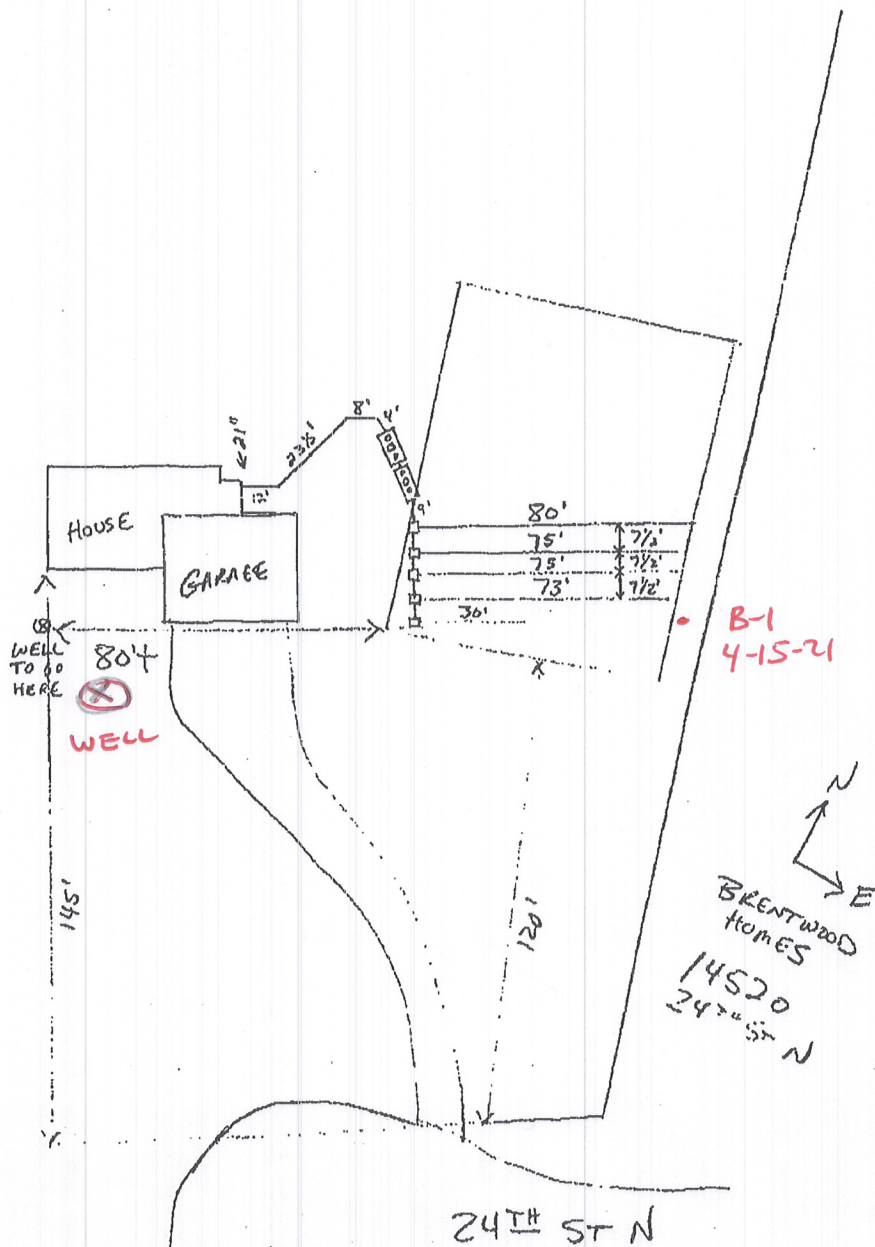 8'
4'
←21"
23½'
12'
9'
HOUSE
GARAGE
80'
75'
7½'
75'
7½'
73'
7½'
30'
WELL
TO GO
HERE
80'+
WELL
B-1
4-15-21
145'
120'
N
E
BRENTWOOD
HOMES
14520
24TH ST N
24TH ST N